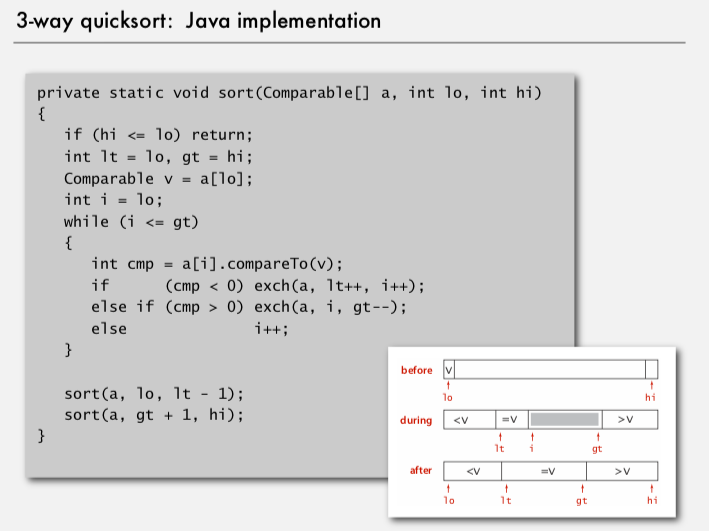 3-way quicksort: Java implementation
private static void sort(Comparable[] a, int lo, int hi)
{
   if (hi <= lo) return;
   int lt = lo, gt = hi;
   Comparable v = a[lo];
   int i = lo;
   while (i <= gt)
   {
      int cmp = a[i].compareTo(v);
      if      (cmp < 0) exch(a, lt++, i++);
      else if (cmp > 0) exch(a, i, gt--);
      else              i++;
   }
   sort(a, lo, lt - 1);
   sort(a, gt + 1, hi);
}
before v
lo hi
during <v =v >v
lt i gt
after <v =v >v
lo lt gt hi